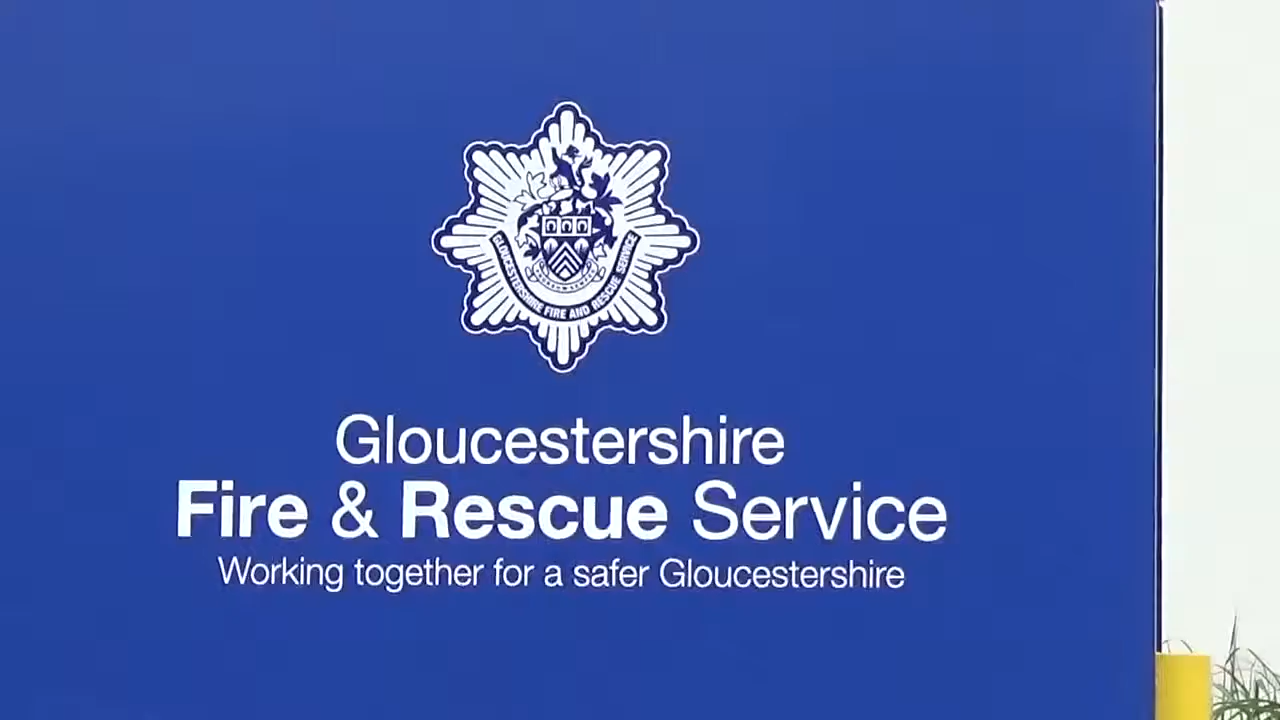 GLOUCESTERSHIRE FIRE AND RESCUE SERVICE
Gloucestershire
Fire & Rescue Service
Working together for a safer Gloucestershire